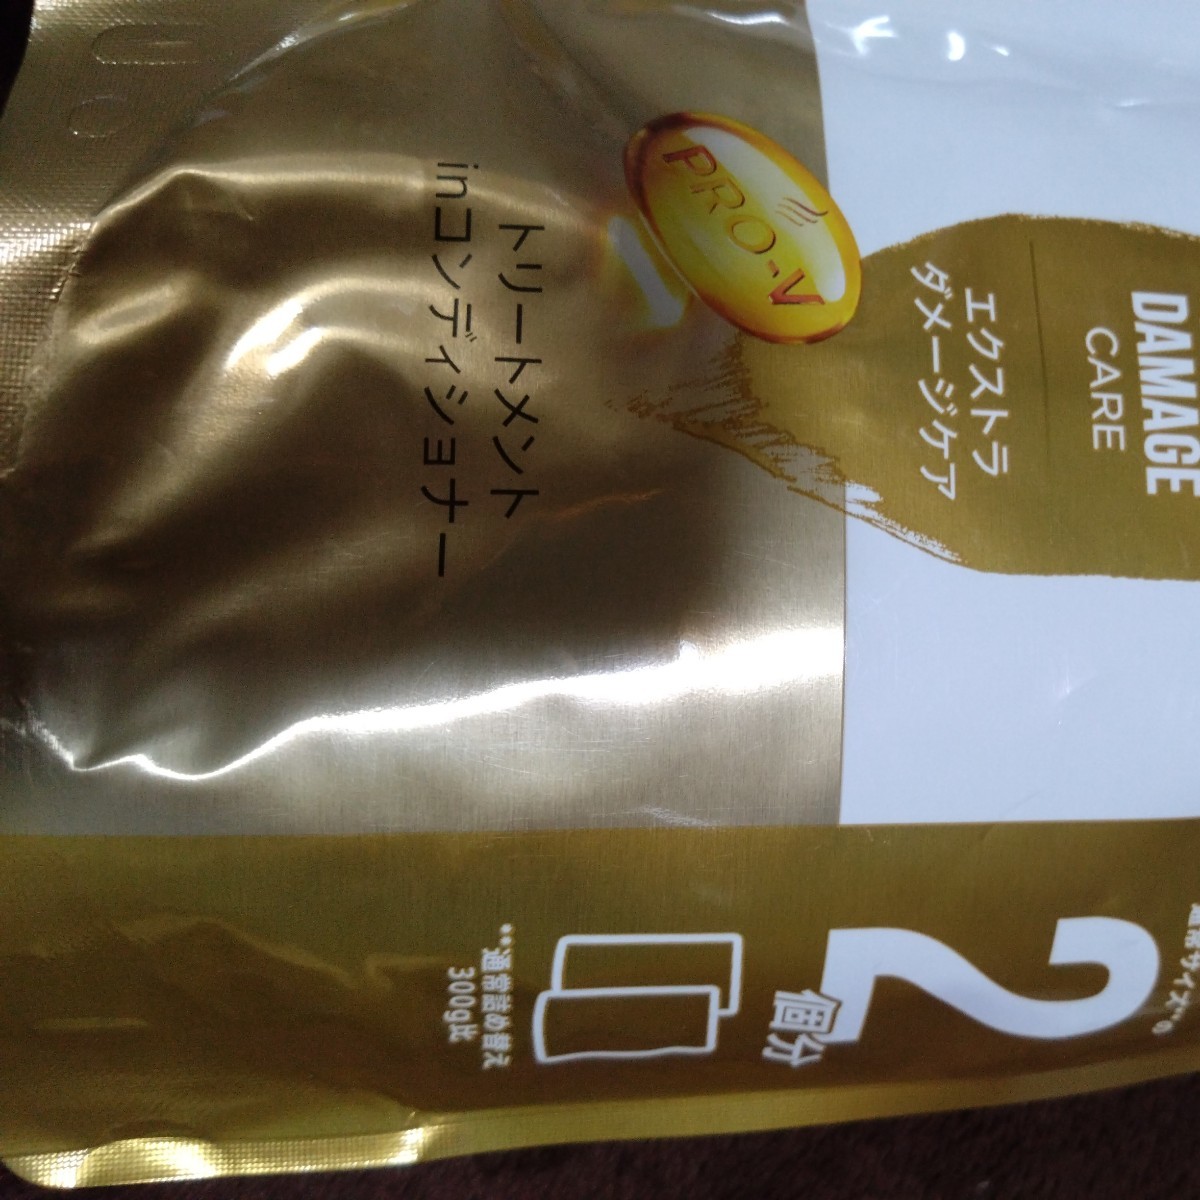 DAMAGE
CARE
エクストラ
ダメージケア
PRO-V
トリートメント
inコンディショナー
通常サイズ**の
2
個分
**通常詰め替え
300g比